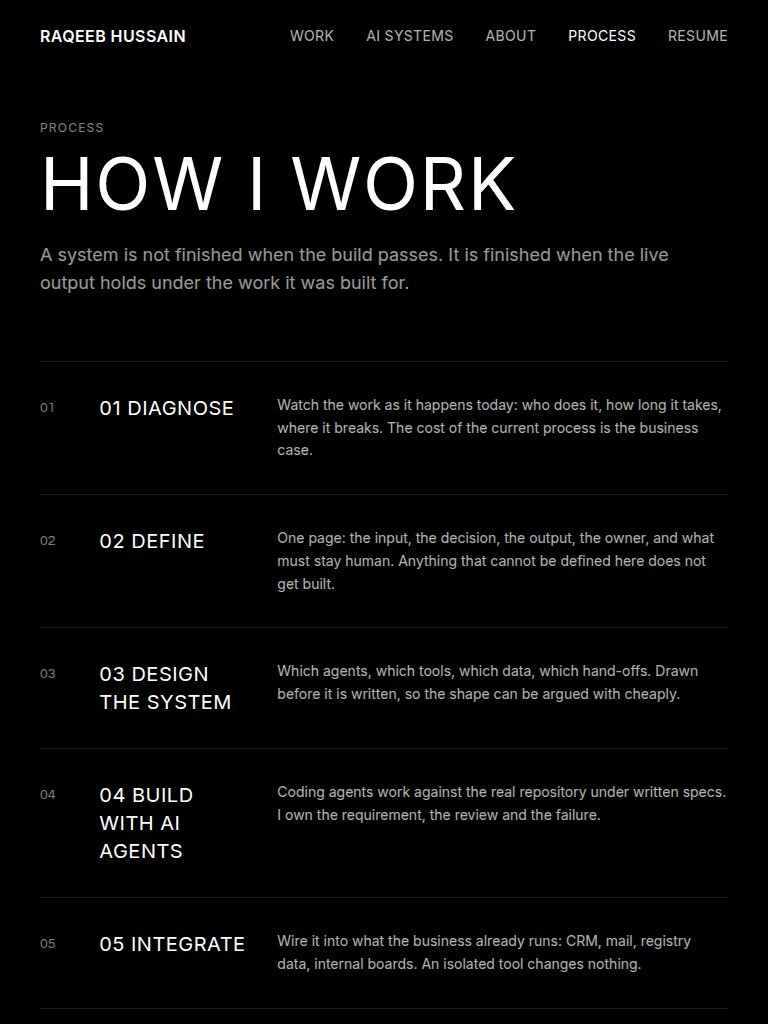 RAQEEB HUSSAIN WORK AI SYSTEMS ABOUT PROCESS RESUME
PROCESS
HOW I WORK
A system is not finished when the build passes. It is finished when the live
output holds under the work it was built for.
01
01 DIAGNOSE
Watch the work as it happens today: who does it, how long it takes,
where it breaks. The cost of the current process is the business
case.
02
02 DEFINE
One page: the input, the decision, the output, the owner, and what
must stay human. Anything that cannot be defined here does not
get built.
03
03 DESIGN
THE SYSTEM
Which agents, which tools, which data, which hand-offs. Drawn
before it is written, so the shape can be argued with cheaply.
04
04 BUILD
WITH AI
AGENTS
Coding agents work against the real repository under written specs.
I own the requirement, the review and the failure.
05
05 INTEGRATE
Wire it into what the business already runs: CRM, mail, registry
data, internal boards. An isolated tool changes nothing.